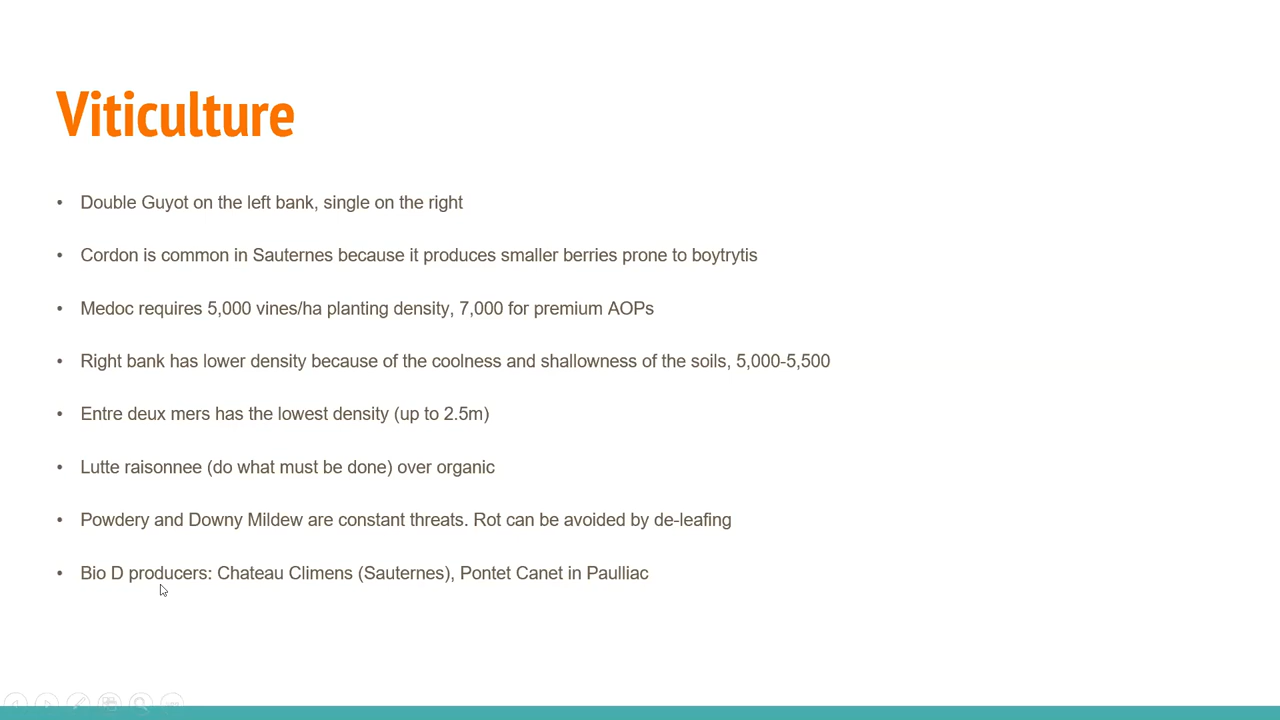 Viticulture
• Double Guyot on the left bank, single on the right
• Cordon is common in Sauternes because it produces smaller berries prone to boytrytis
• Medoc requires 5,000 vines/ha planting density, 7,000 for premium AOPs
• Right bank has lower density because of the coolness and shallowness of the soils, 5,000-5,500
• Entre deux mers has the lowest density (up to 2.5m)
• Lutte raisonnee (do what must be done) over organic
• Powdery and Downy Mildew are constant threats. Rot can be avoided by de-leafing
• Bio D producers: Chateau Climens (Sauternes), Pontet Canet in Paulliac